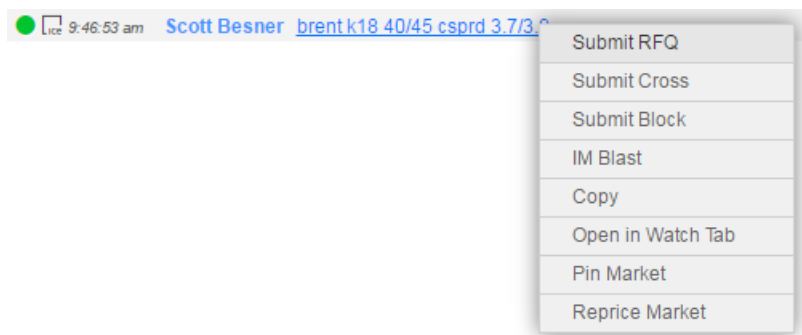 ICE 9:46:53 am Scott Besner brent k18 40/45 csprd 3.7/3.
Submit RFQ
Submit Cross
Submit Block
IM Blast
Copy
Open in Watch Tab
Pin Market
Reprice Market